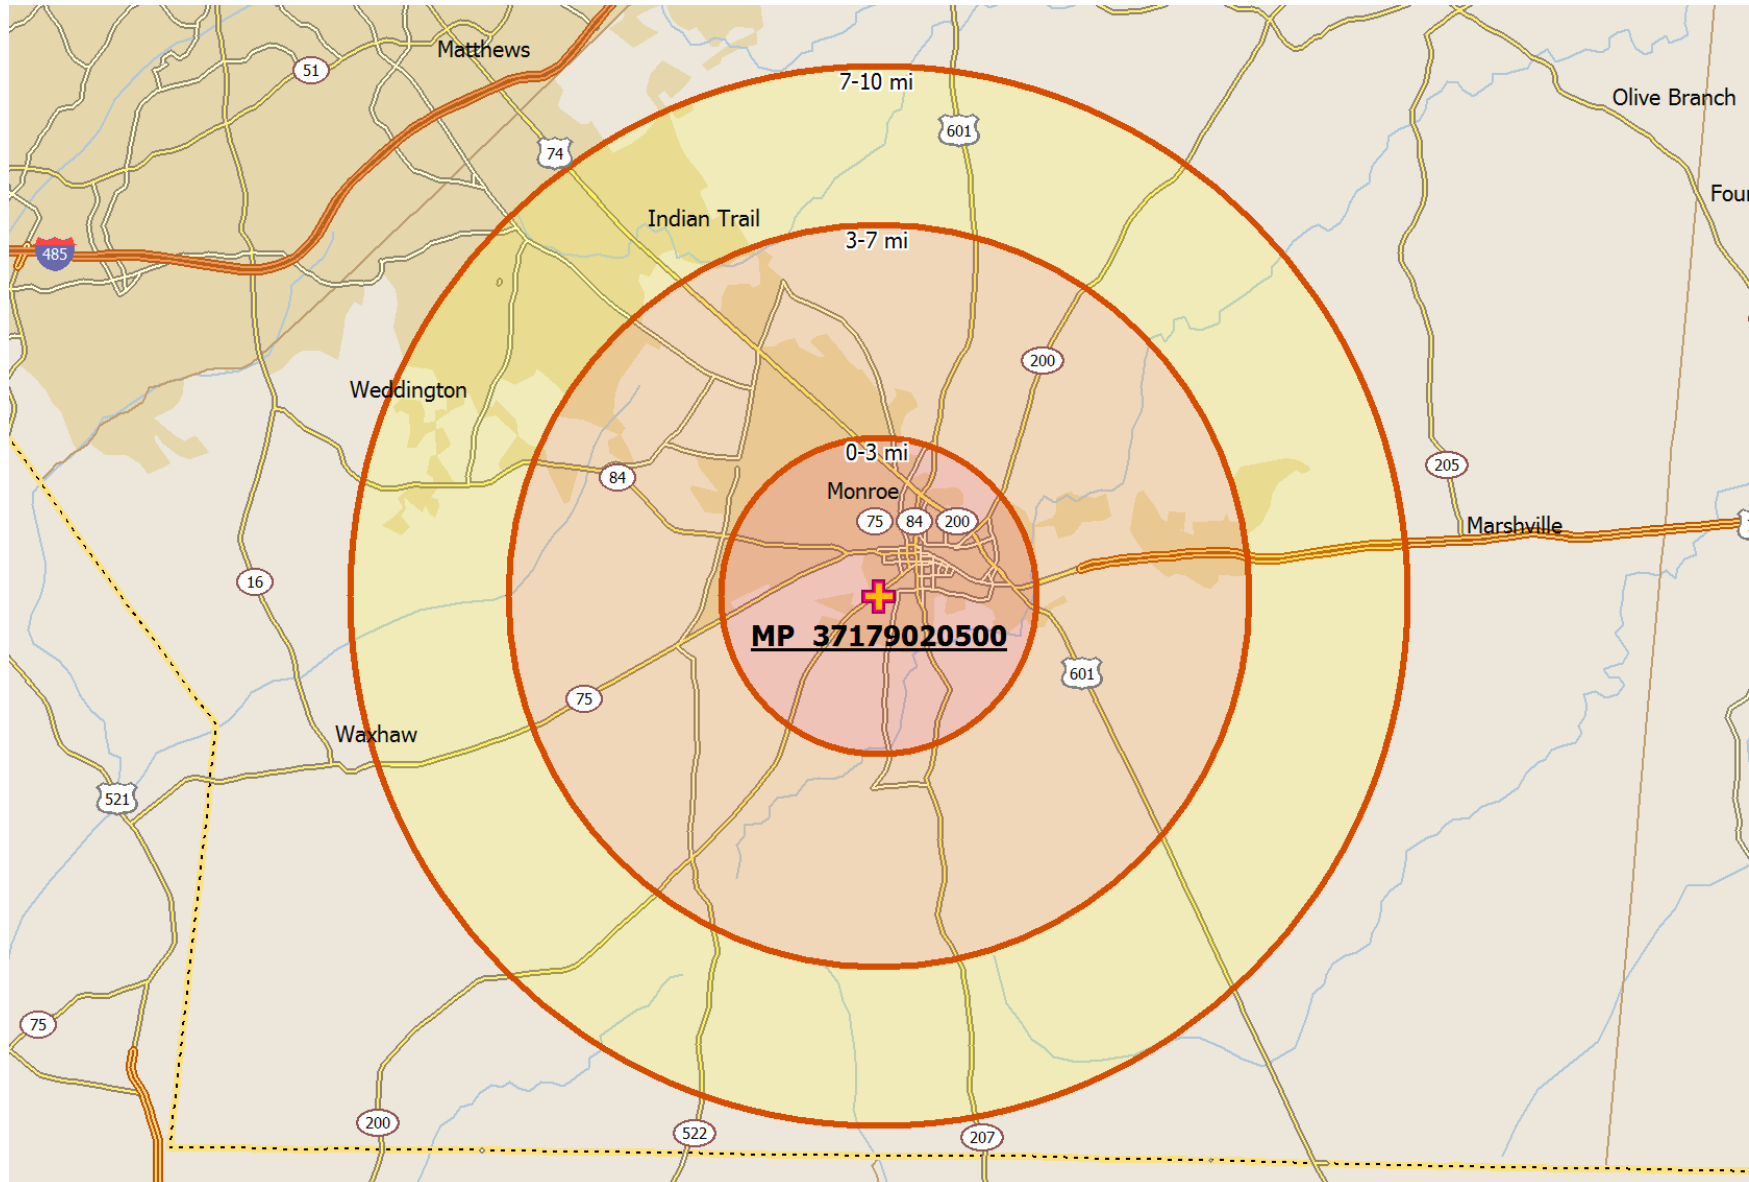 Matthews
51
7-10 mi
Olive Branch
601
74
Four
Indian Trail
3-7 mi
485
200
Weddington
0-3 mi
205
84
Monroe
75
84
200
Marshville
16
MP 37179020500
601
75
Waxhaw
521
75
200
522
207